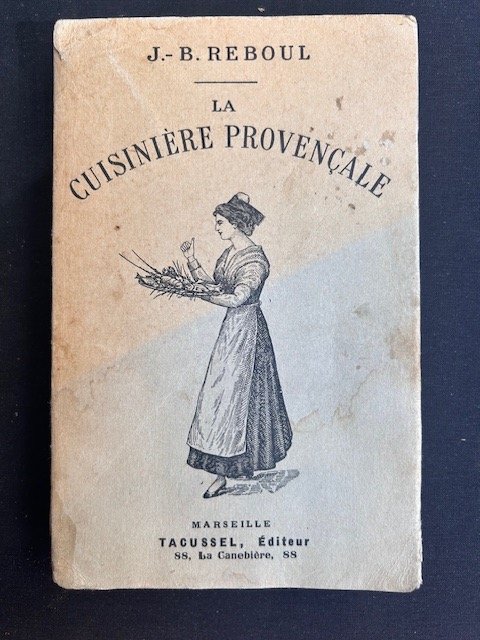 J.-B. REBOUL
LA
CUISINIÈRE PROVENÇALE
MARSEILLE
TACUSSEL, Éditeur
88, La Canebière, 88